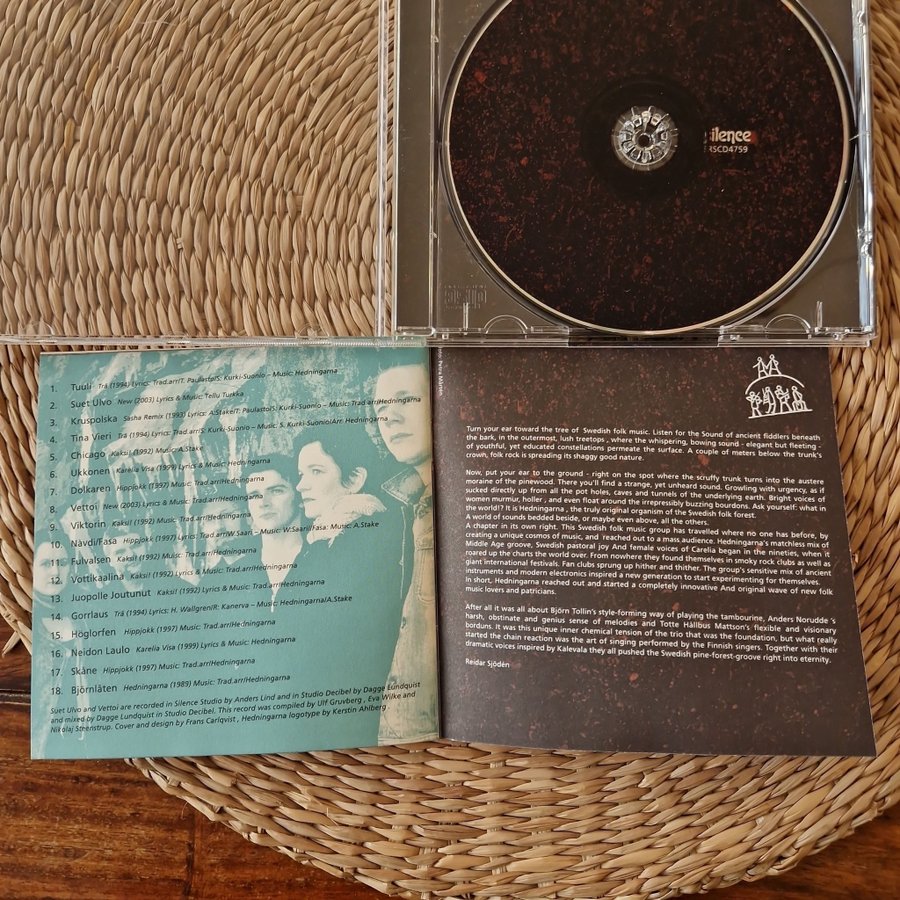 silence
RSCD4759
1. Tuuli Trä (1994) Lyrics: Trad.arr/T. Paulasto/S. Kurki-Suonio – Music: Hedningarna
2. Suet Ulvo New (2003) Lyrics & Music: Tellu Turkka
3. Kruspolska Sasha Remix (1993) Lyrics: A.Stake/T: Paulasto/S: Kurki-Suonio – Music: Trad.arr/Hedningarna
4. Tina Vieri Trä (1994) Lyrics: Trad.arr/S: Kurki-Suonio – Music. S. Kurki-Suonio/Arr: Hedningarna
5. Chicago Kaksi! (1992) Music: A.Stake
6. Ukkonen Karelia Visa (1999) Lyrics & Music: Hedningarna
7. Dolkaren Hippjokk (1997) Music: Trad.arr/Hedningarna
8. Vettoi New (2003) Lyrics & Music: Trad.arr/Hedningarna
9. Viktorin Kaksi! (1992) Music: Trad.arr/Hedningarna
10. Návdi/Fasa Hippjokk (1997) Lyrics: Trad.arr/W.Saari – Music: W.Saari/Fasa: Music: A.Stake
11. Fulvalsen Kaksi! (1992) Music: Trad.arr/Hedningarna
12. Vottikaalina Kaksi! (1992) Lyrics & Music: Trad.arr/Hedningarna
13. Juopolle Joutunut Kaksi! (1992) Lyrics & Music: Trad.arr/Hedningarna
14. Gorrlaus Trä (1994) Lyrics: H. Wallgren/R: Kanerva – Music: Hedningarna/A.Stake
15. Höglorfen Hippjokk (1997) Music: Trad.arr/Hedningarna
16. Neidon Laulo Karelia Visa (1999) Lyrics & Music: Hedningarna
17. Skåne Hippjokk (1997) Music: Trad.arr/Hedningarna
18. Björnlåten Hedningarna (1989) Music: Trad.arr/Hedningarna
Suet Ulvo and Vettoi are recorded in Silence Studio by Anders Lind and in Studio Decibel by Dagge Lundquist
and mixed by Dagge Lundquist in Studio Decibel. This record was compiled by Ulf Gruvberg , Eva Wilke and
Nikolaj Steenstrup. Cover and design by Frans Carlqvist , Hedningarna logotype by Kerstin Ahlberg .
Turn your ear toward the tree of Swedish folk music. Listen for the Sound of ancient fiddlers beneath
the bark, in the outermost, lush treetops , where the whispering, bowing sound - elegant but fleeting -
of youthful, yet educated constellations permeate the surface. A couple of meters below the trunk's
crown, folk rock is spreading its shaggy good nature.
Now, put your ear to the ground - right on the spot where the scruffy trunk turns into the austere
moraine of the pinewood. There you'll find a strange, yet unheard sound. Growling with urgency, as if
sucked directly up from all the pot holes, caves and tunnels of the underlying earth. Bright voices of
women murmur, holler , and even float around the irrepressibly buzzing bourdons. Ask yourself: what in
the world!? It is Hedningarna , the truly original organism of the Swedish folk forest.
A world of sounds bedded beside, or maybe even above, all the others.
A chapter in its own right. This Swedish folk music group has travelled where no one has before, by
creating a unique cosmos of music, and reached out to a mass audience. Hedningarna's matchless mix of
Middle Age groove, Swedish pastoral joy And female voices of Carelia began in the nineties, when it
roared up the charts the world over. From nowhere they found themselves in smoky rock clubs as well as
giant international festivals. Fan clubs sprung up hither and thither. The group's sensitive mix of ancient
instruments and modern electronics inspired a new generation to start experimenting for themselves.
In short, Hedningarna reached out and started a completely innovative And original wave of new folk
music lovers and patricians.
After all it was all about Björn Tollin's style-forming way of playing the tambourine, Anders Norudde 's
harsh, obstinate and genius sense of melodies and Totte Hallbus Mattson's flexible and visionary
borduns. It was this unique inner chemical tension of the trio that was the foundation, but what really
started the chain reaction was the art of singing performed by the Finnish singers. Together with their
dramatic voices inspired by Kalevala they all pushed the Swedish pine-forest-groove right into eternity.
Reidar Sjödén